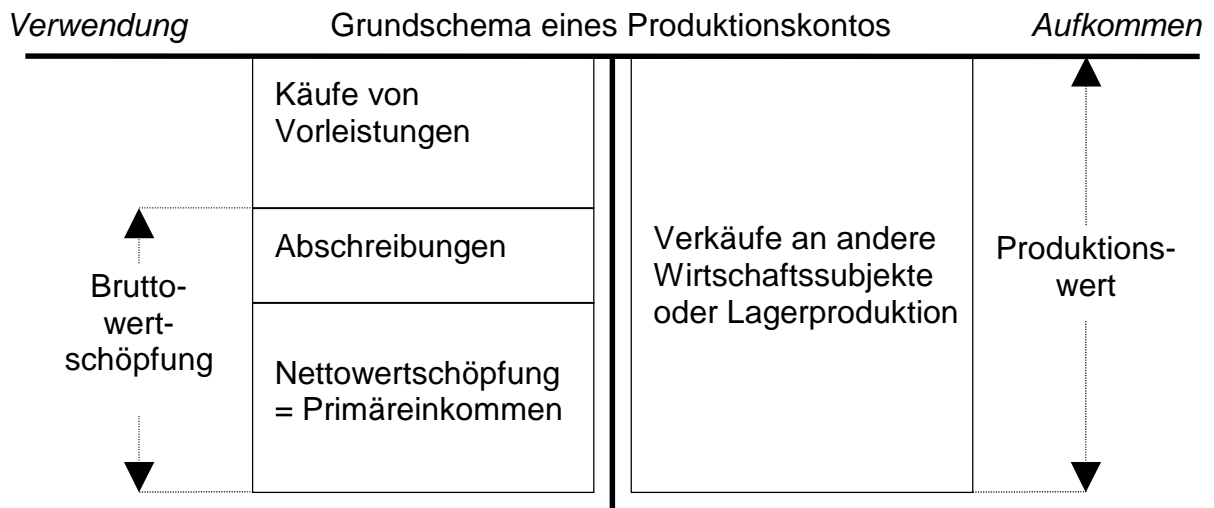 Verwendung Grundschema eines Produktionskontos Aufkommen
Käufe von
Vorleistungen
Abschreibungen
Nettowertschöpfung
= Primäreinkommen
Brutto-
wert-
schöpfung
Verkäufe an andere
Wirtschaftssubjekte
oder Lagerproduktion
Produktions-
wert